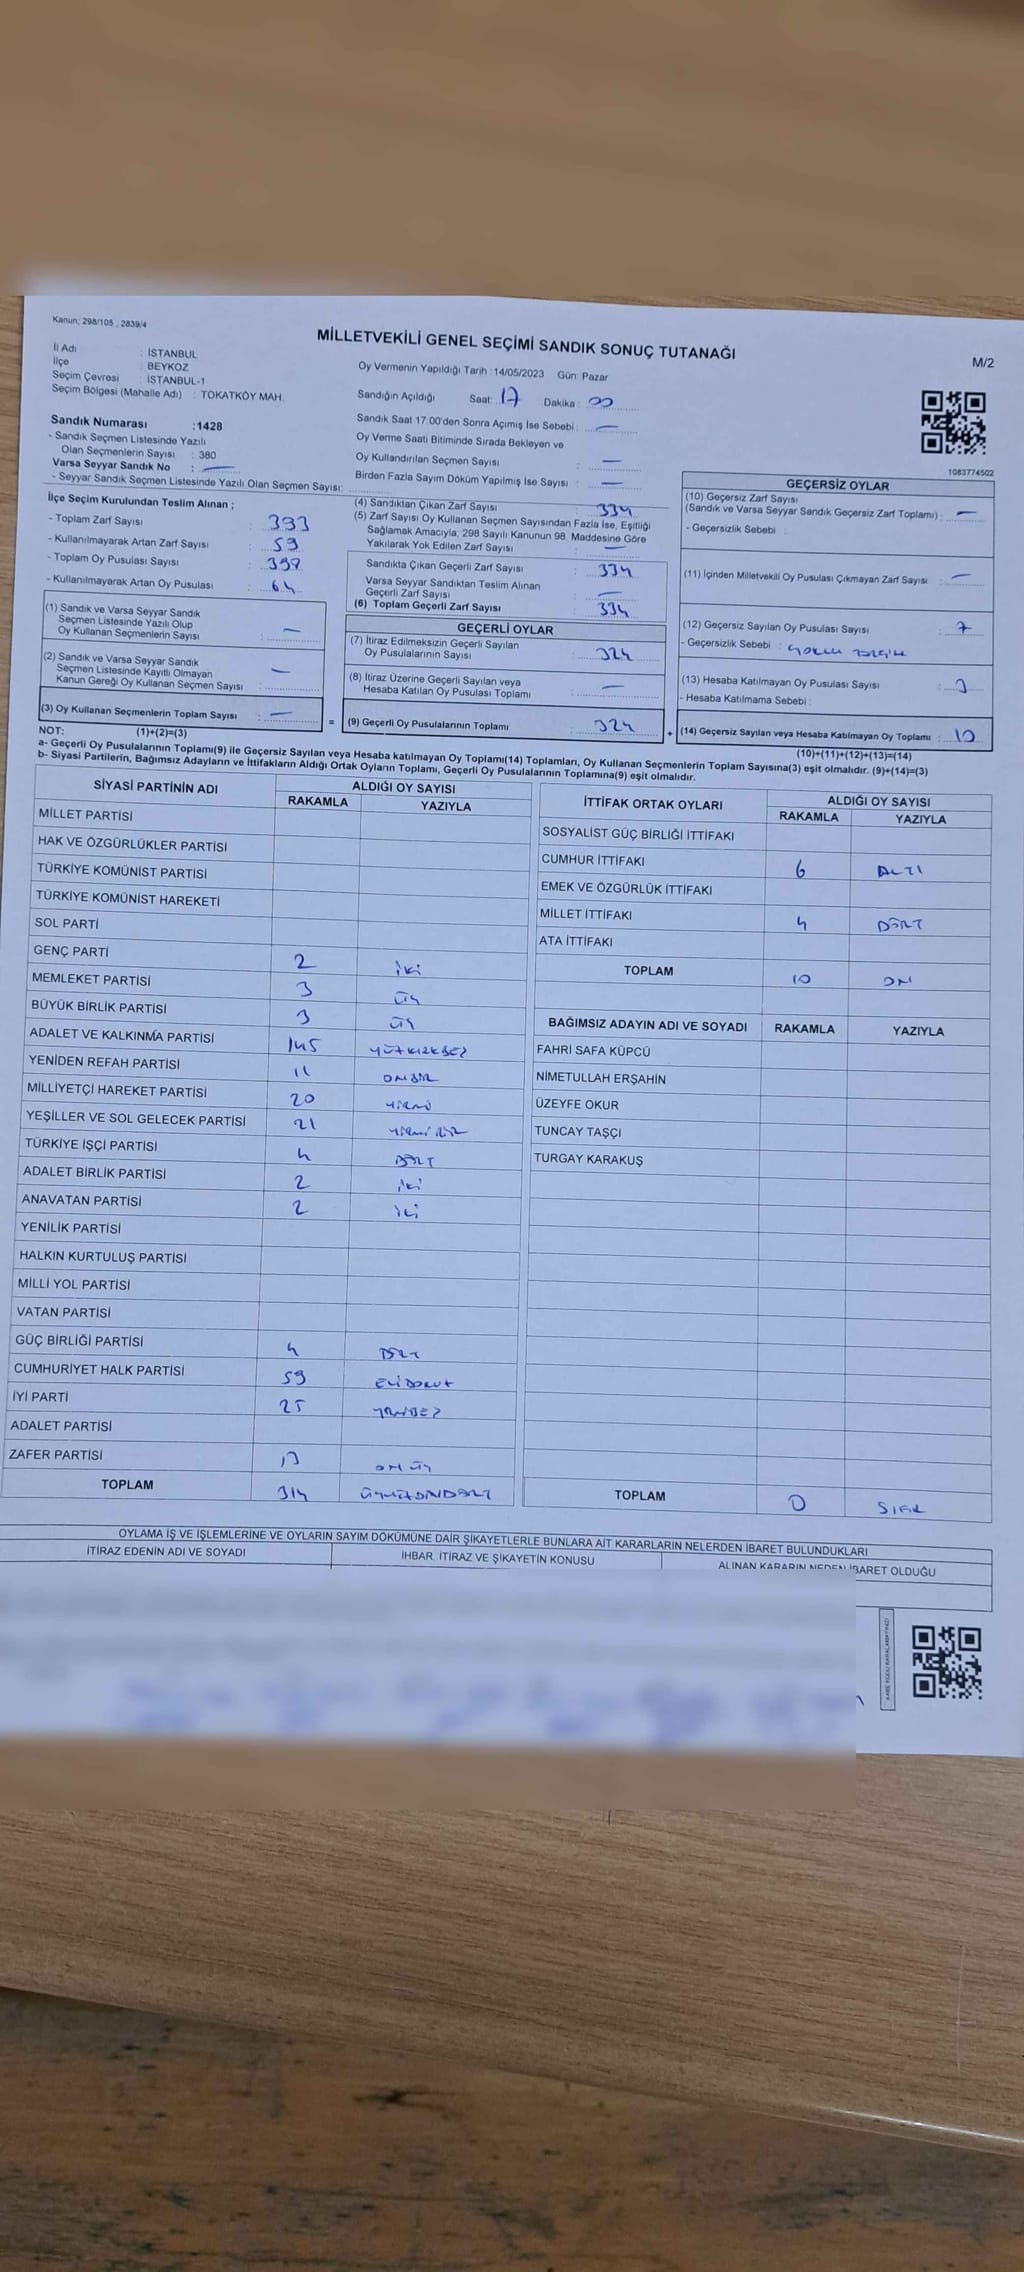 Kanun; 298/105 , 2839/4
MİLLETVEKİLİ GENEL SEÇİMİ SANDIK SONUÇ TUTANAĞI
M/2
İl Adı : İSTANBUL
İlçe : BEYKOZ
Seçim Çevresi : İSTANBUL-1
Seçim Bölgesi (Mahalle Adı) : TOKATKÖY MAH.
Sandık Numarası :1428
- Sandık Seçmen Listesinde Yazılı
Olan Seçmenlerin Sayısı : 380
Varsa Seyyar Sandık No : —
- Seyyar Sandık Seçmen Listesinde Yazılı Olan Seçmen Sayısı:
Oy Vermenin Yapıldığı Tarih :14/05/2023 Gün: Pazar
Sandığın Açıldığı Saat: 17 Dakika : 00
Sandık Saat 17:00'den Sonra Açımış İse Sebebi : —
Oy Verme Saati Bitiminde Sırada Bekleyen ve
Oy Kullandırılan Seçmen Sayısı : —
Birden Fazla Sayım Döküm Yapılmış İse Sayısı : —
1083774502
İlçe Seçim Kurulundan Teslim Alınan ;
- Toplam Zarf Sayısı : 393
- Kullanılmayarak Artan Zarf Sayısı : 59
- Toplam Oy Pusulası Sayısı : 398
- Kullanılmayarak Artan Oy Pusulası : 64
(1) Sandık ve Varsa Seyyar Sandık
Seçmen Listesinde Yazılı Olup
Oy Kullanan Seçmenlerin Sayısı : —
(2) Sandık ve Varsa Seyyar Sandık
Seçmen Listesinde Kayıtlı Olmayan
Kanun Gereği Oy Kullanan Seçmen Sayısı : —
(3) Oy Kullanan Seçmenlerin Toplam Sayısı : —
(4) Sandıktan Çıkan Zarf Sayısı : 334
(5) Zarf Sayısı Oy Kullanan Seçmen Sayısından Fazla İse, Eşitliği
Sağlamak Amacıyla; 298 Sayılı Kanunun 98. Maddesine Göre
Yakılarak Yok Edilen Zarf Sayısı : —
Sandıkta Çıkan Geçerli Zarf Sayısı : 334
Varsa Seyyar Sandıktan Teslim Alınan
Geçerli Zarf Sayısı : —
(6) Toplam Geçerli Zarf Sayısı : 334
GEÇERLİ OYLAR
(7) İtiraz Edilmeksizin Geçerli Sayılan
Oy Pusulalarının Sayısı : 324
(8) İtiraz Üzerine Geçerli Sayılan veya
Hesaba Katılan Oy Pusulası Toplamı : —
= (9) Geçerli Oy Pusulalarının Toplamı : 324
GEÇERSİZ OYLAR
(10) Geçersiz Zarf Sayısı
(Sandık ve Varsa Seyyar Sandık Geçersiz Zarf Toplamı) : —
- Geçersizlik Sebebi :
(11) İçinden Milletvekili Oy Pusulası Çıkmayan Zarf Sayısı : —
(12) Geçersiz Sayılan Oy Pusulası Sayısı : 7
- Geçersizlik Sebebi :
(13) Hesaba Katılmayan Oy Pusulası Sayısı : 3
- Hesaba Katılmama Sebebi :
+ (14) Geçersiz Sayılan veya Hesaba Katılmayan Oy Toplamı : 10
NOT: (1)+(2)=(3)
(10)+(11)+(12)+(13)=(14)
a- Geçerli Oy Pusulalarının Toplamı(9) ile Geçersiz Sayılan veya Hesaba katılmayan Oy Toplamı(14) Toplamları, Oy Kullanan Seçmenlerin Toplam Sayısına(3) eşit olmalıdır. (9)+(14)=(3)
b- Siyasi Partilerin, Bağımsız Adayların ve İttifakların Aldığı Ortak Oyların Toplamı, Geçerli Oy Pusulalarının Toplamına(9) eşit olmalıdır.
SİYASİ PARTİNİN ADI ALDIĞI OY SAYISI
RAKAMLA YAZIYLA
MİLLET PARTİSİ
HAK VE ÖZGÜRLÜKLER PARTİSİ
TÜRKİYE KOMÜNİST PARTİSİ
TÜRKİYE KOMÜNİST HAREKETİ
SOL PARTİ
GENÇ PARTİ 2 iki
MEMLEKET PARTİSİ 3 üç
BÜYÜK BİRLİK PARTİSİ 3 üç
ADALET VE KALKINMA PARTİSİ 145 YÜZKIRKBEŞ
YENİDEN REFAH PARTİSİ 11 ONBİR
MİLLİYETÇİ HAREKET PARTİSİ 20 YİRMİ
YEŞİLLER VE SOL GELECEK PARTİSİ 21 YİRMİ BİR
TÜRKİYE İŞÇİ PARTİSİ 4 DÖRT
ADALET BİRLİK PARTİSİ 2 iki
ANAVATAN PARTİSİ 2 iki
YENİLİK PARTİSİ
HALKIN KURTULUŞ PARTİSİ
MİLLİ YOL PARTİSİ
VATAN PARTİSİ
GÜÇ BİRLİĞİ PARTİSİ 4 DÖRT
CUMHURİYET HALK PARTİSİ 59 ELİDOKUZ
İYİ PARTİ 25 YİRMİBEŞ
ADALET PARTİSİ
ZAFER PARTİSİ 13 ON ÜÇ
TOPLAM 314 ÜÇYÜZONDÖRT
İTTİFAK ORTAK OYLARI ALDIĞI OY SAYISI
RAKAMLA YAZIYLA
SOSYALİST GÜÇ BİRLİĞİ İTTİFAKI
CUMHUR İTTİFAKI 6 ALTI
EMEK VE ÖZGÜRLÜK İTTİFAKI
MİLLET İTTİFAKI 4 DÖRT
ATA İTTİFAKI
TOPLAM 10 ON
BAĞIMSIZ ADAYIN ADI VE SOYADI RAKAMLA YAZIYLA
FAHRİ SAFA KÜPCÜ
NİMETULLAH ERŞAHİN
ÜZEYFE OKUR
TUNCAY TAŞÇI
TURGAY KARAKUŞ
TOPLAM 0 SIFIR
OYLAMA İŞ VE İŞLEMLERİNE VE OYLARIN SAYIM DÖKÜMÜNE DAİR ŞİKAYETLERLE BUNLARA AİT KARARLARIN NELERDEN İBARET BULUNDUKLARI
İTİRAZ EDENİN ADI VE SOYADI İHBAR, İTİRAZ VE ŞİKAYETİN KONUSU ALINAN KARARIN NEDEN İBARET OLDUĞU